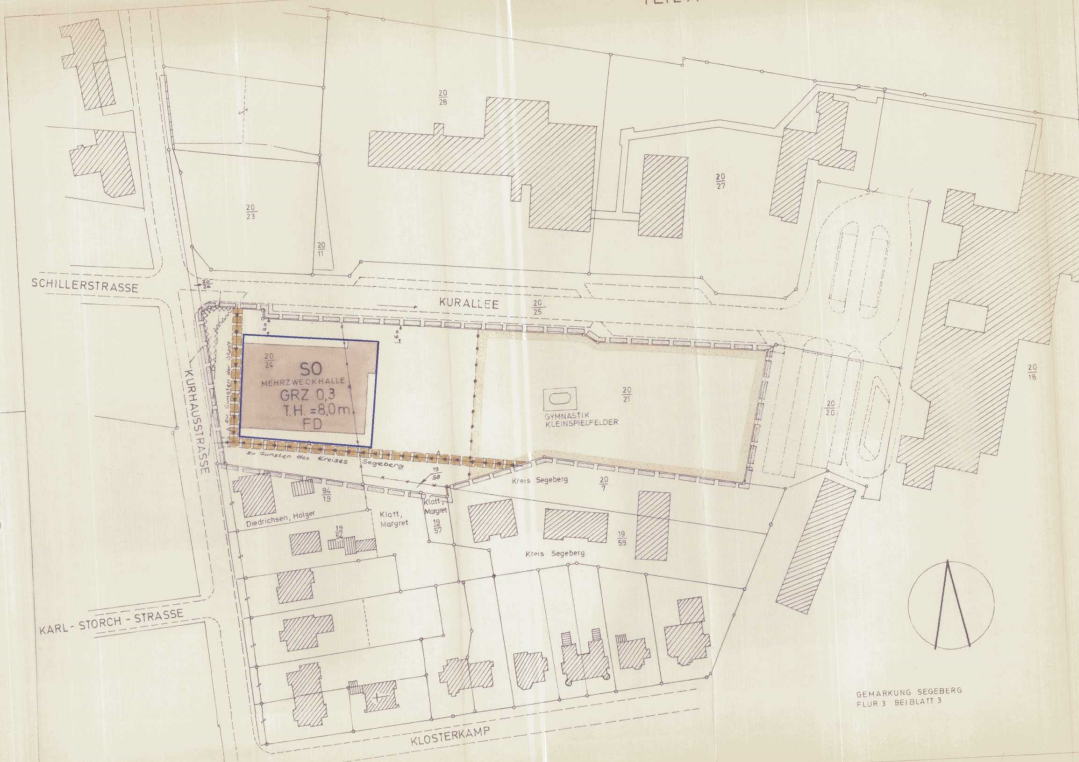 20
28
20
27
20
23
20
11
SCHILLERSTRASSE
KURALLEE
20
25
20
24
SO
MEHRZWECKHALLE
GRZ 0,3
T.H. =8,0m
FD
KURHAUSSTRASSE
GYMNASTIK
KLEINSPIELFELDER
20
21
20
20
20
18
zu Gunsten des Kreises Segeberg
19
58
Kreis Segeberg
20
7
94
19
Diedrichsen, Holger
Klatt,
Margret
Klatt,
Margret
19
57
19
59
Kreis Segeberg
KARL-STORCH-STRASSE
KLOSTERKAMP
GEMARKUNG SEGEBERG
FLUR 3 BEIBLATT 3